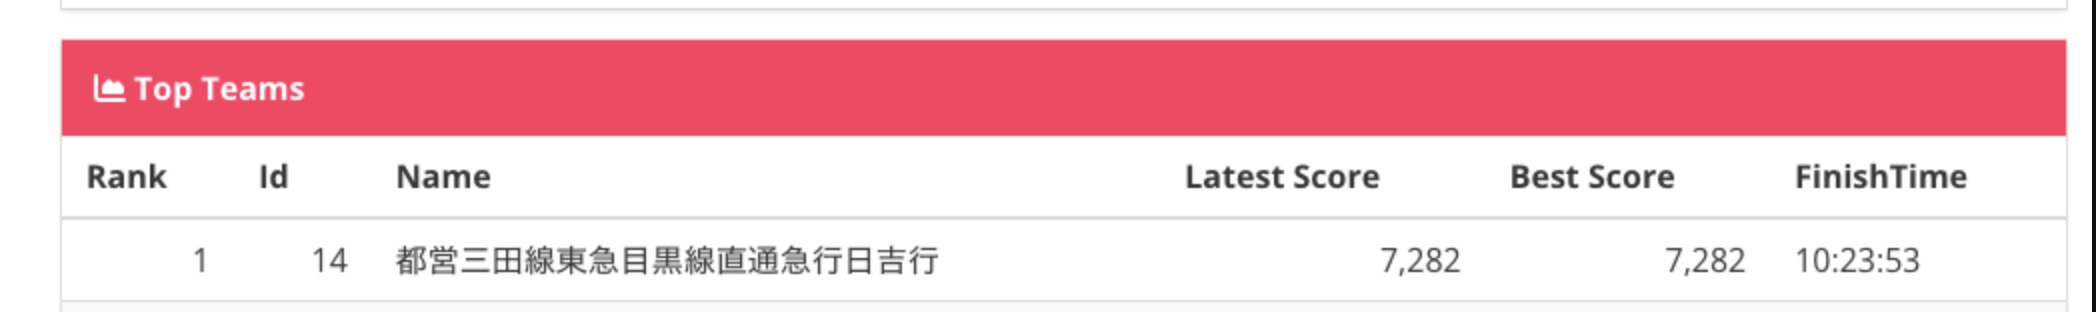 Top Teams
Rank Id Name Latest Score Best Score FinishTime
1 14 都営三田線東急目黒線直通急行日吉行 7,282 7,282 10:23:53